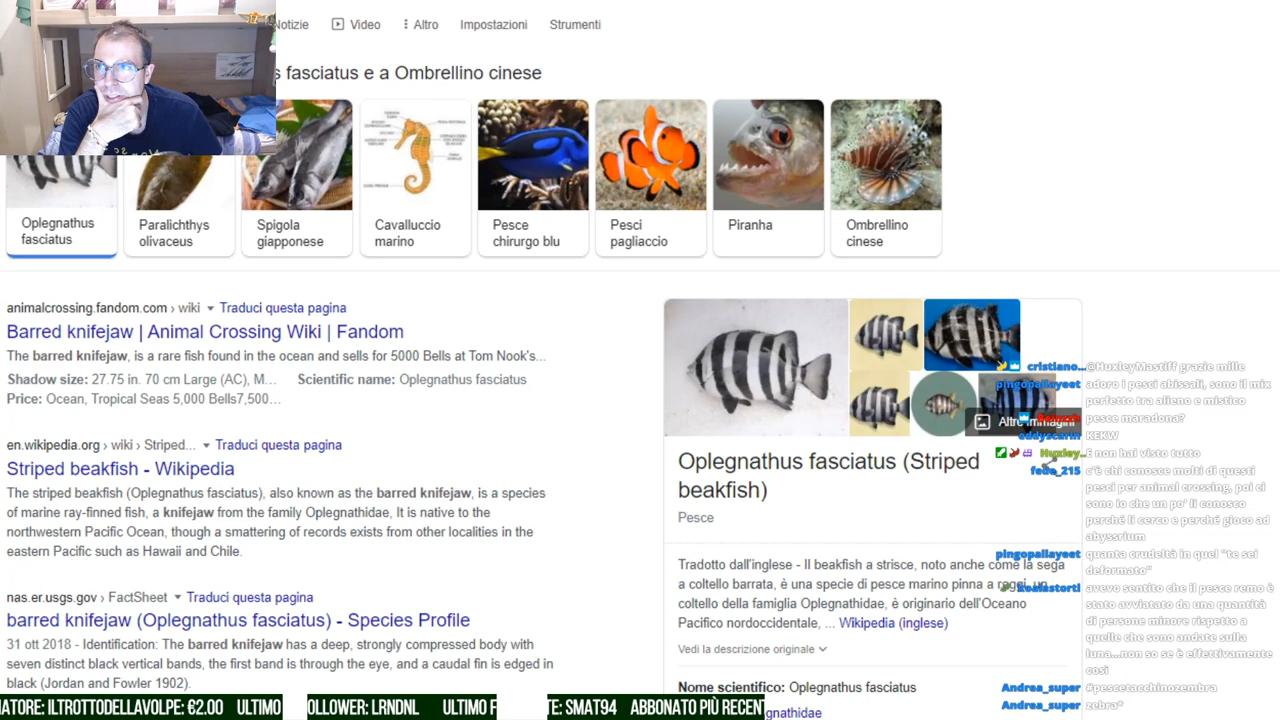 Notizie
Video
Altro
Impostazioni
Strumenti
s fasciatus e a Ombrellino cinese
Oplegnathus
fasciatus
Paralichthys
olivaceus
Spigola
giapponese
Cavalluccio
marino
Pesce
chirurgo blu
Pesci
pagliaccio
Piranha
Ombrellino
cinese
animalcrossing.fandom.com › wiki Traduci questa pagina
Barred knifejaw | Animal Crossing Wiki | Fandom
The barred knifejaw, is a rare fish found in the ocean and sells for 5000 Bells at Tom Nook's...
Shadow size: 27.75 in. 70 cm Large (AC), M... Scientific name: Oplegnathus fasciatus
Price: Ocean, Tropical Seas 5,000 Bells7,500...
en.wikipedia.org › wiki › Striped... Traduci questa pagina
Striped beakfish - Wikipedia
The striped beakfish (Oplegnathus fasciatus), also known as the barred knifejaw, is a species
of marine ray-finned fish, a knifejaw from the family Oplegnathidae, It is native to the
northwestern Pacific Ocean, though a smattering of records exists from other localities in the
eastern Pacific such as Hawaii and Chile.
nas.er.usgs.gov › FactSheet Traduci questa pagina
barred knifejaw (Oplegnathus fasciatus) - Species Profile
31 ott 2018 - Identification: The barred knifejaw has a deep, strongly compressed body with
seven distinct black vertical bands, the first band is through the eye, and a caudal fin is edged in
black (Jordan and Fowler 1902).
Altre immagini
Oplegnathus fasciatus (Striped
beakfish)
Pesce
Tradotto dall'inglese - Il beakfish a strisce, noto anche come la sega
a coltello barrata, è una specie di pesce marino pinna a raggi, un
coltello della famiglia Oplegnathidae, è originario dell'Oceano
Pacifico nordoccidentale, ... Wikipedia (inglese)
Vedi la descrizione originale
Nome scientifico: Oplegnathus fasciatus
gnathidae
cristiano... @HuxleyMastiff grazie mille
pingopallayeet adoro i pesci abissali, sono il mix
perfetto tra alieno e mistico
pesce maradona?
eddyscarin KEKW
Huxley... E non hai visto tutto
fede_215 c'è chi conosce molti di questi
pesci per animal crossing, poi ci
sono io che un po' li conosco
perché li cerco e perché gioco ad
abyssrium
pingopallayeet quanta crudeltà in quel "te sei
deformato"
avevo sentito che il pesce remo è
stato avvistato da una quantità
di persone minore rispetto a
quelle che sono andate sulla
luna...non so se è effettivamente
così
Andrea_super #pescetacchinozembra
Andrea_super zebra*
NATORE: ILTROTTODELLAVOLPE: €2.00 ULTIMO
OLLOWER: LRNDNL ULTIMO F
TE: SMAT94 ABBONATO PIÙ RECENT